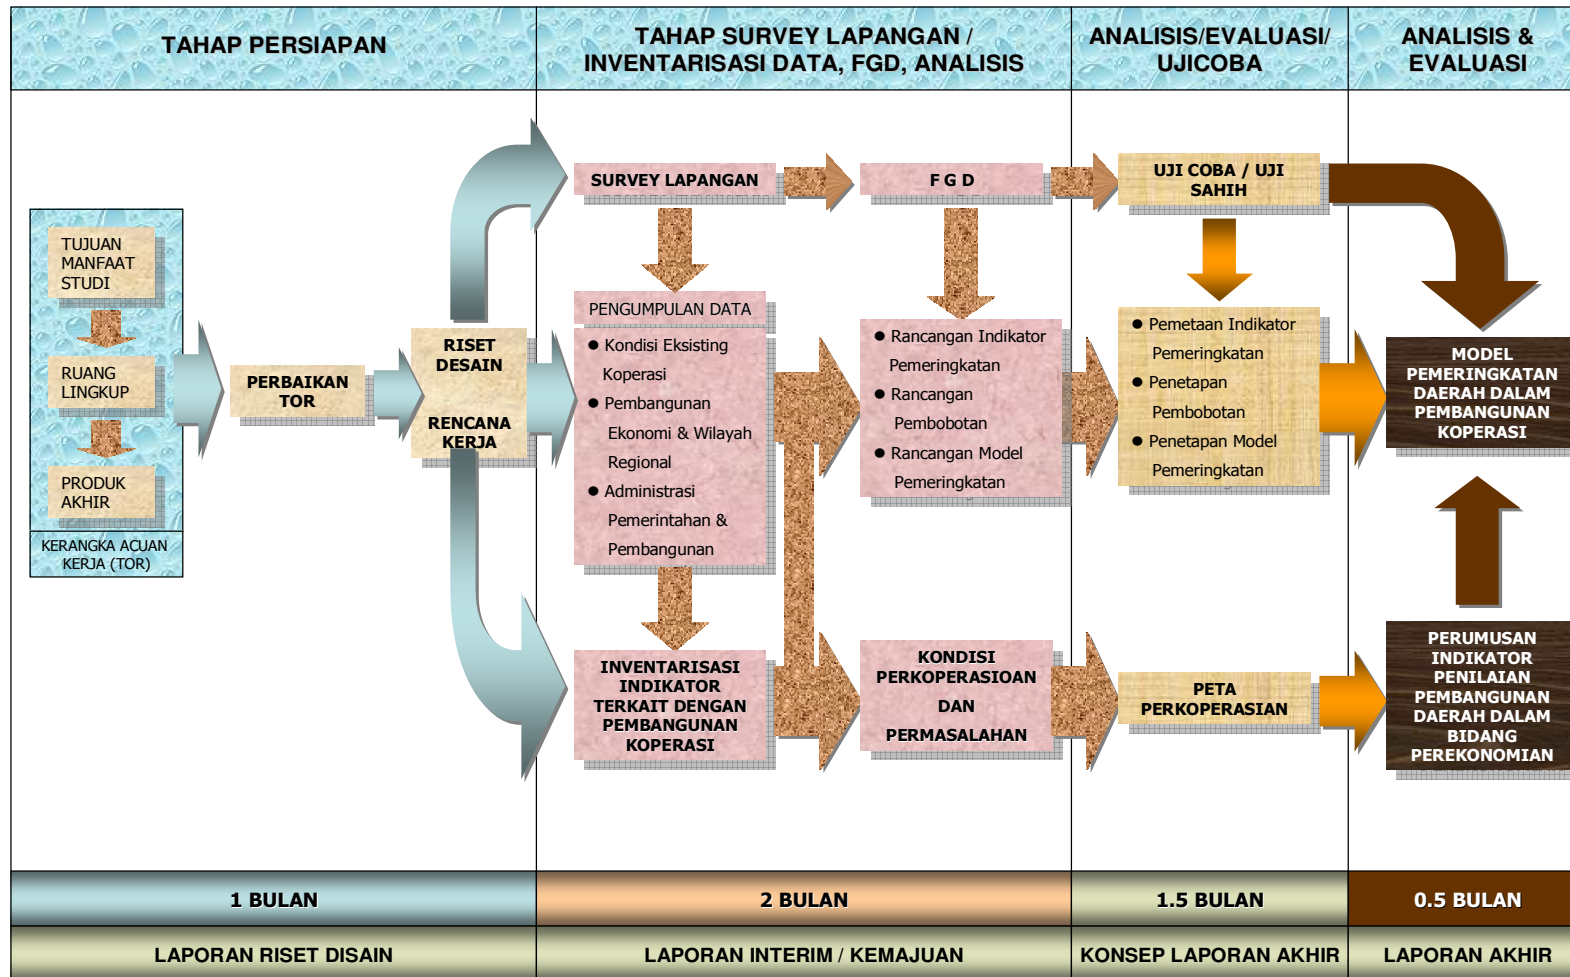 TAHAP PERSIAPAN
TAHAP SURVEY LAPANGAN /
INVENTARISASI DATA, FGD, ANALISIS
ANALISIS/EVALUASI/
UJICOBA
ANALISIS &
EVALUASI
TUJUAN
MANFAAT
STUDI
RUANG
LINGKUP
PRODUK
AKHIR
KERANGKA ACUAN
KERJA (TOR)
PERBAIKAN
TOR
RISET
DESAIN
RENCANA
KERJA
SURVEY LAPANGAN
PENGUMPULAN DATA
● Kondisi Eksisting
Koperasi
● Pembangunan
Ekonomi & Wilayah
Regional
● Administrasi
Pemerintahan &
Pembangunan
INVENTARISASI
INDIKATOR
TERKAIT DENGAN
PEMBANGUNAN
KOPERASI
F G D
● Rancangan Indikator
Pemeringkatan
● Rancangan
Pembobotan
● Rancangan Model
Pemeringkatan
KONDISI
PERKOPERASIOAN
DAN
PERMASALAHAN
UJI COBA / UJI
SAHIH
● Pemetaan Indikator
Pemeringkatan
● Penetapan
Pembobotan
● Penetapan Model
Pemeringkatan
PETA
PERKOPERASIAN
MODEL
PEMERINGKATAN
DAERAH DALAM
PEMBANGUNAN
KOPERASI
PERUMUSAN
INDIKATOR
PENILAIAN
PEMBANGUNAN
DAERAH DALAM
BIDANG
PEREKONOMIAN
1 BULAN
2 BULAN
1.5 BULAN
0.5 BULAN
LAPORAN RISET DISAIN
LAPORAN INTERIM / KEMAJUAN
KONSEP LAPORAN AKHIR
LAPORAN AKHIR